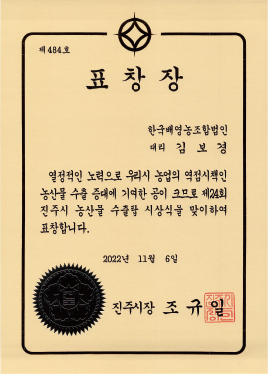 제 484 호
표 창 장
한국배영농조합법인
대리 김 보 경
열정적인 노력으로 우리시 농업의 역점시책인
농산물 수출 증대에 기여한 공이 크므로 제24회
진주시 농산물 수출탑 시상식을 맞이하여
표창합니다.
2022년 11월 6일
진주시장 조 규 일